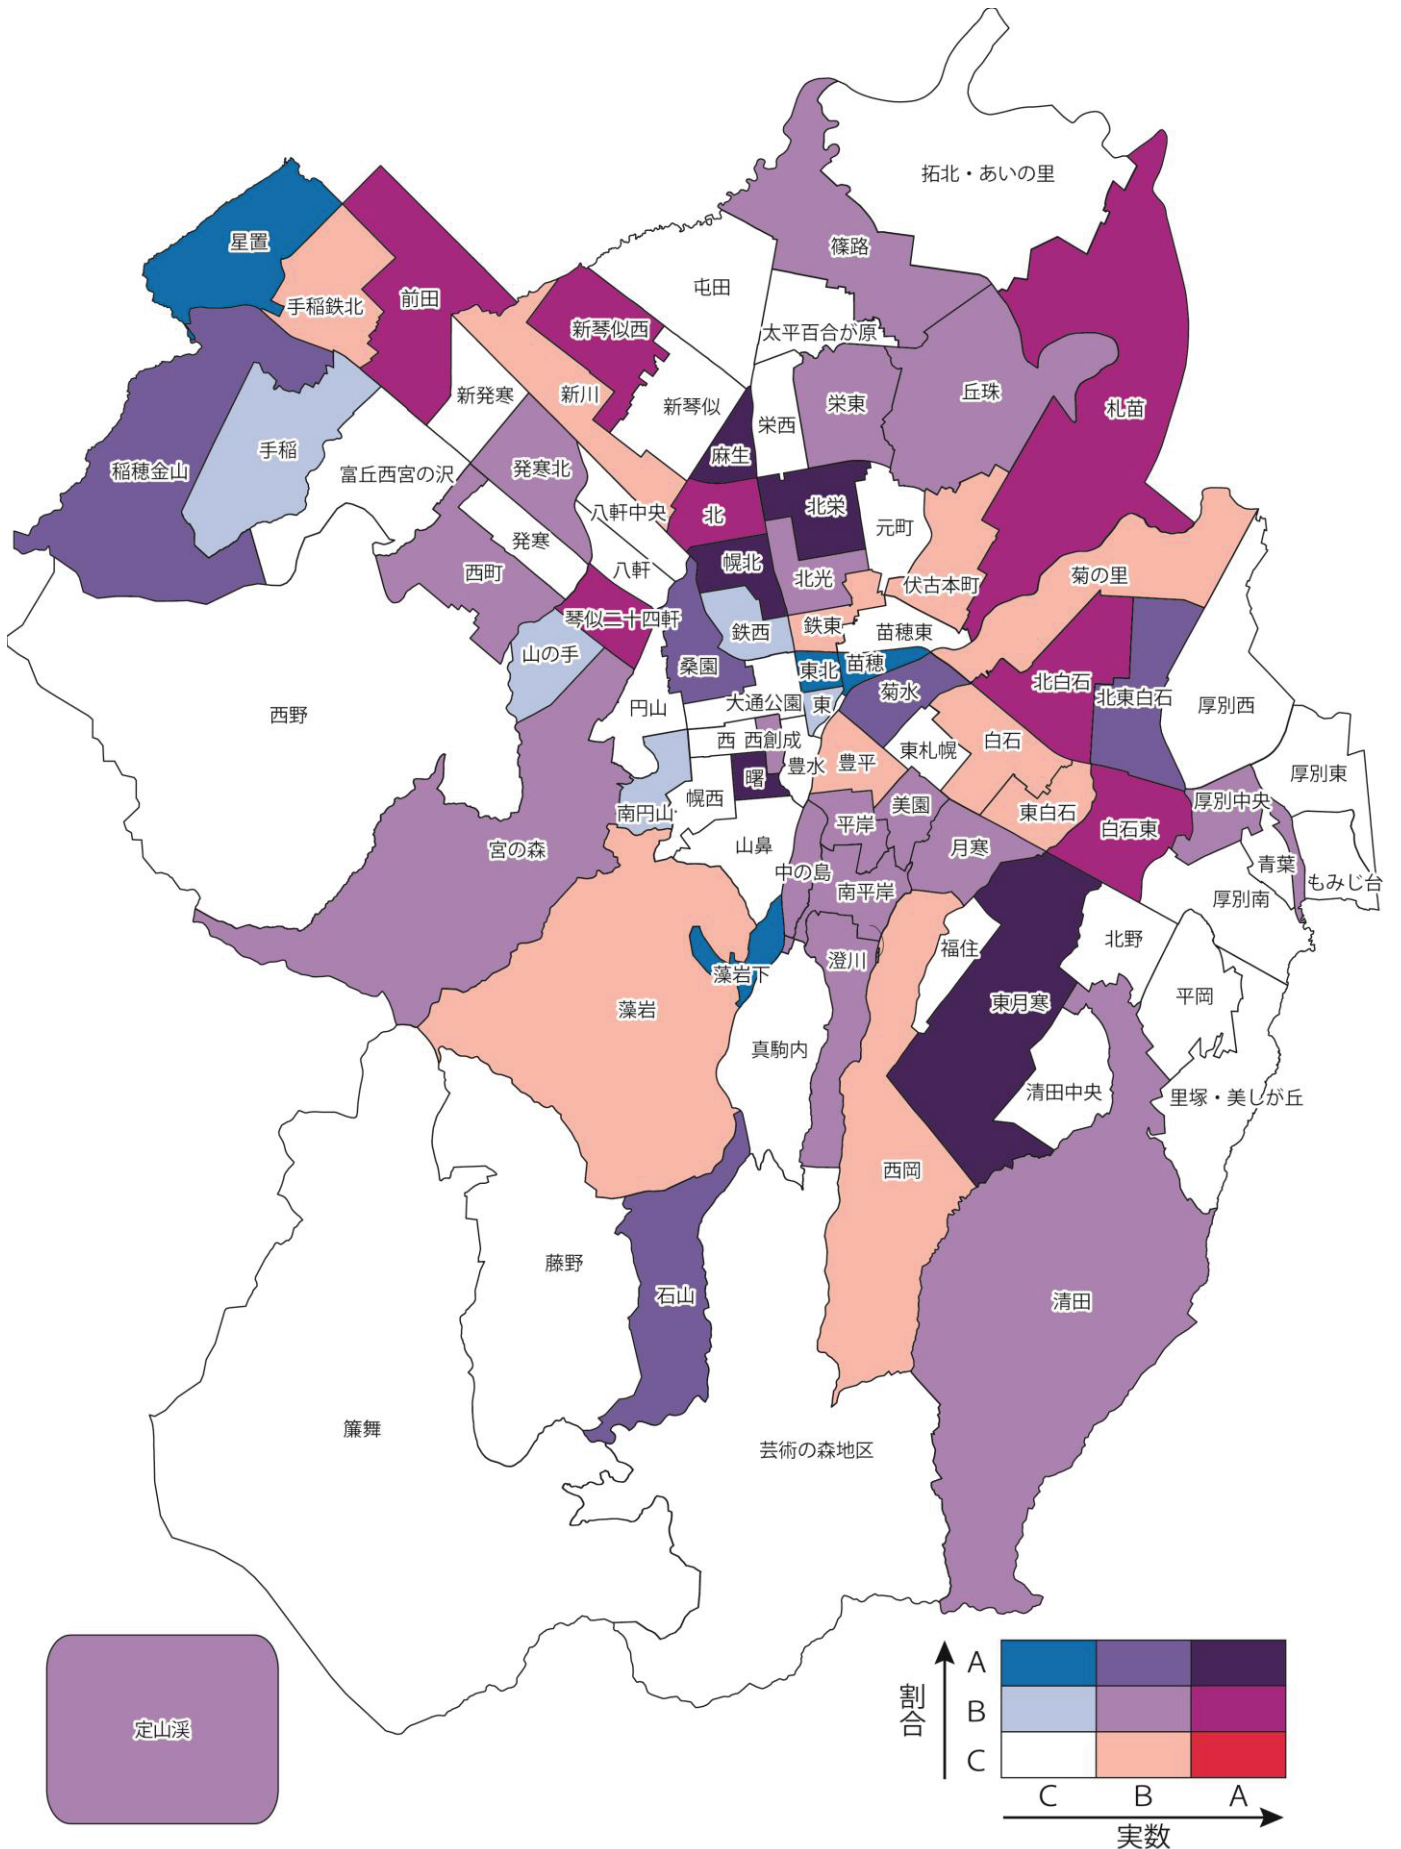 拓北・あいの里
星置
篠路
手稲鉄北
前田
屯田
新琴似西
太平百合が原
新発寒
新川
新琴似
栄西
栄東
丘珠
札苗
手稲
稲穂金山
富丘西宮の沢
発寒北
麻生
八軒中央
北
北栄
元町
発寒
西町
八軒
幌北
北光
伏古本町
菊の里
琴似二十四軒
鉄西
鉄東
苗穂東
山の手
桑園
東北
苗穂
菊水
北白石
北東白石
西野
円山
大通公園
東
厚別西
西
西創成
豊水
豊平
東札幌
白石
曙
厚別東
南円山
幌西
平岸
美園
東白石
厚別中央
白石東
宮の森
山鼻
月寒
中の島
南平岸
青葉
もみじ台
厚別南
福住
北野
澄川
藻岩下
藻岩
東月寒
平岡
真駒内
清田中央
里塚・美しが丘
西岡
藤野
石山
清田
簾舞
芸術の森地区
定山渓
割合
A
B
C
C
B
A
実数